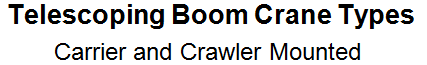 Telescoping Boom Crane Types
Carrier and Crawler Mounted